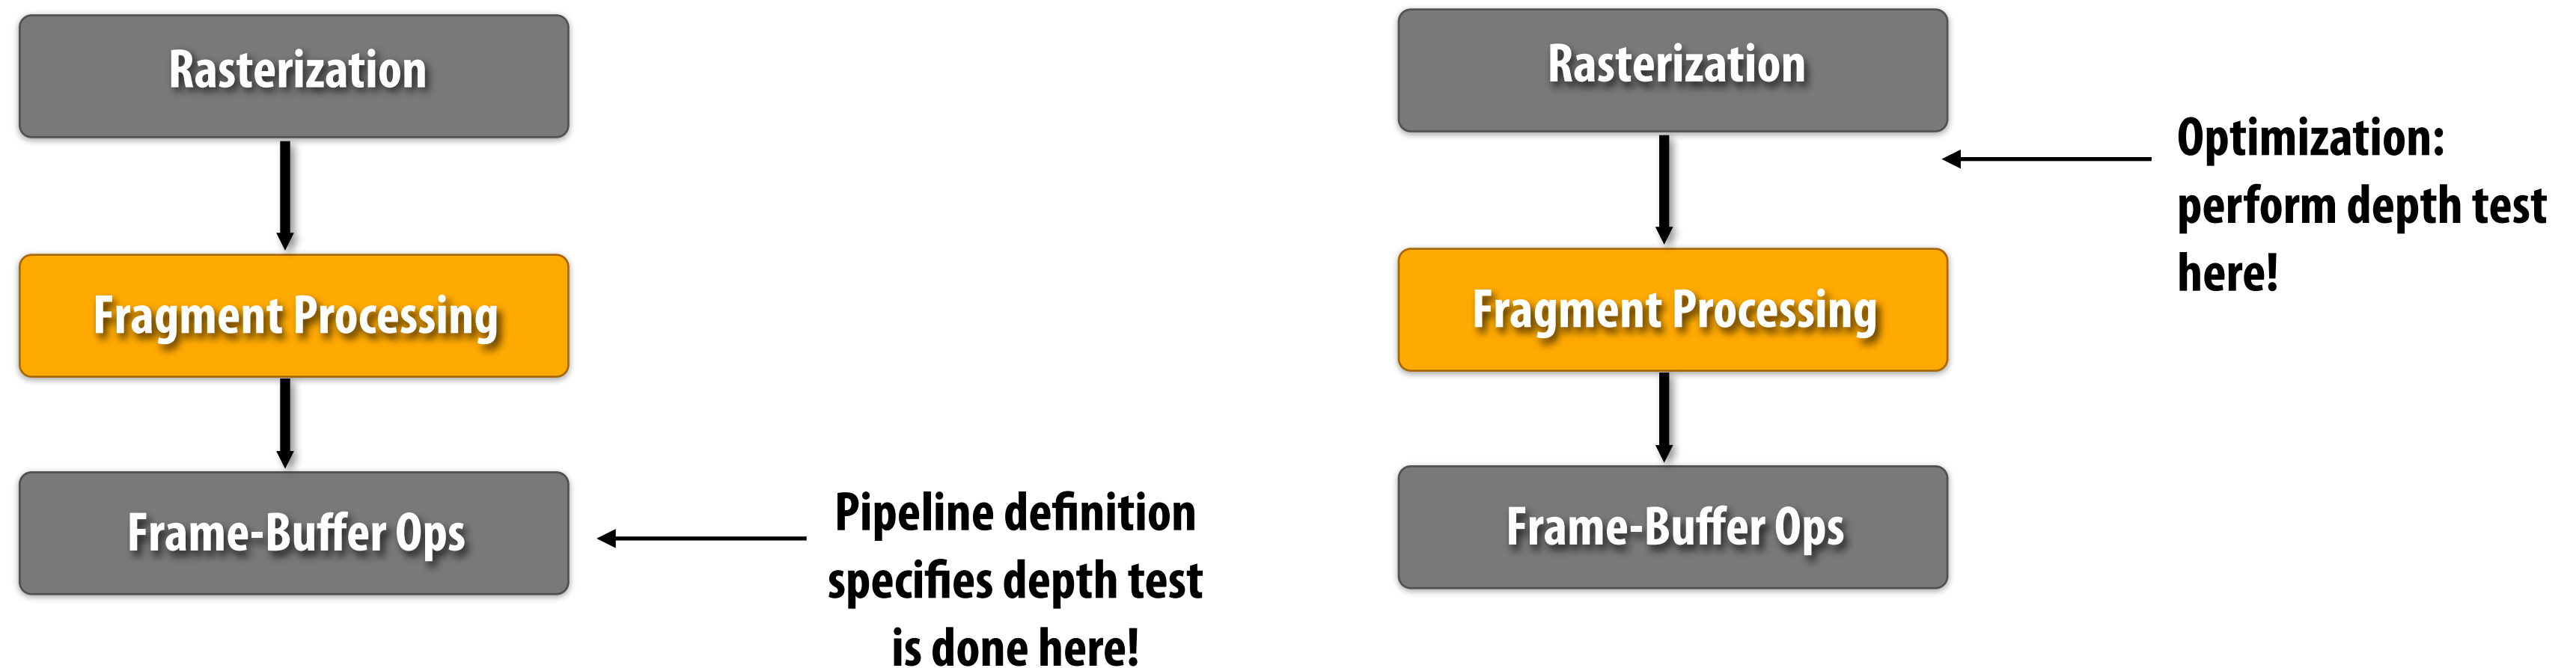 Rasterization
Fragment Processing
Frame-Buffer Ops
Pipeline definition
specifies depth test
is done here!
Rasterization
Fragment Processing
Frame-Buffer Ops
Optimization:
perform depth test
here!